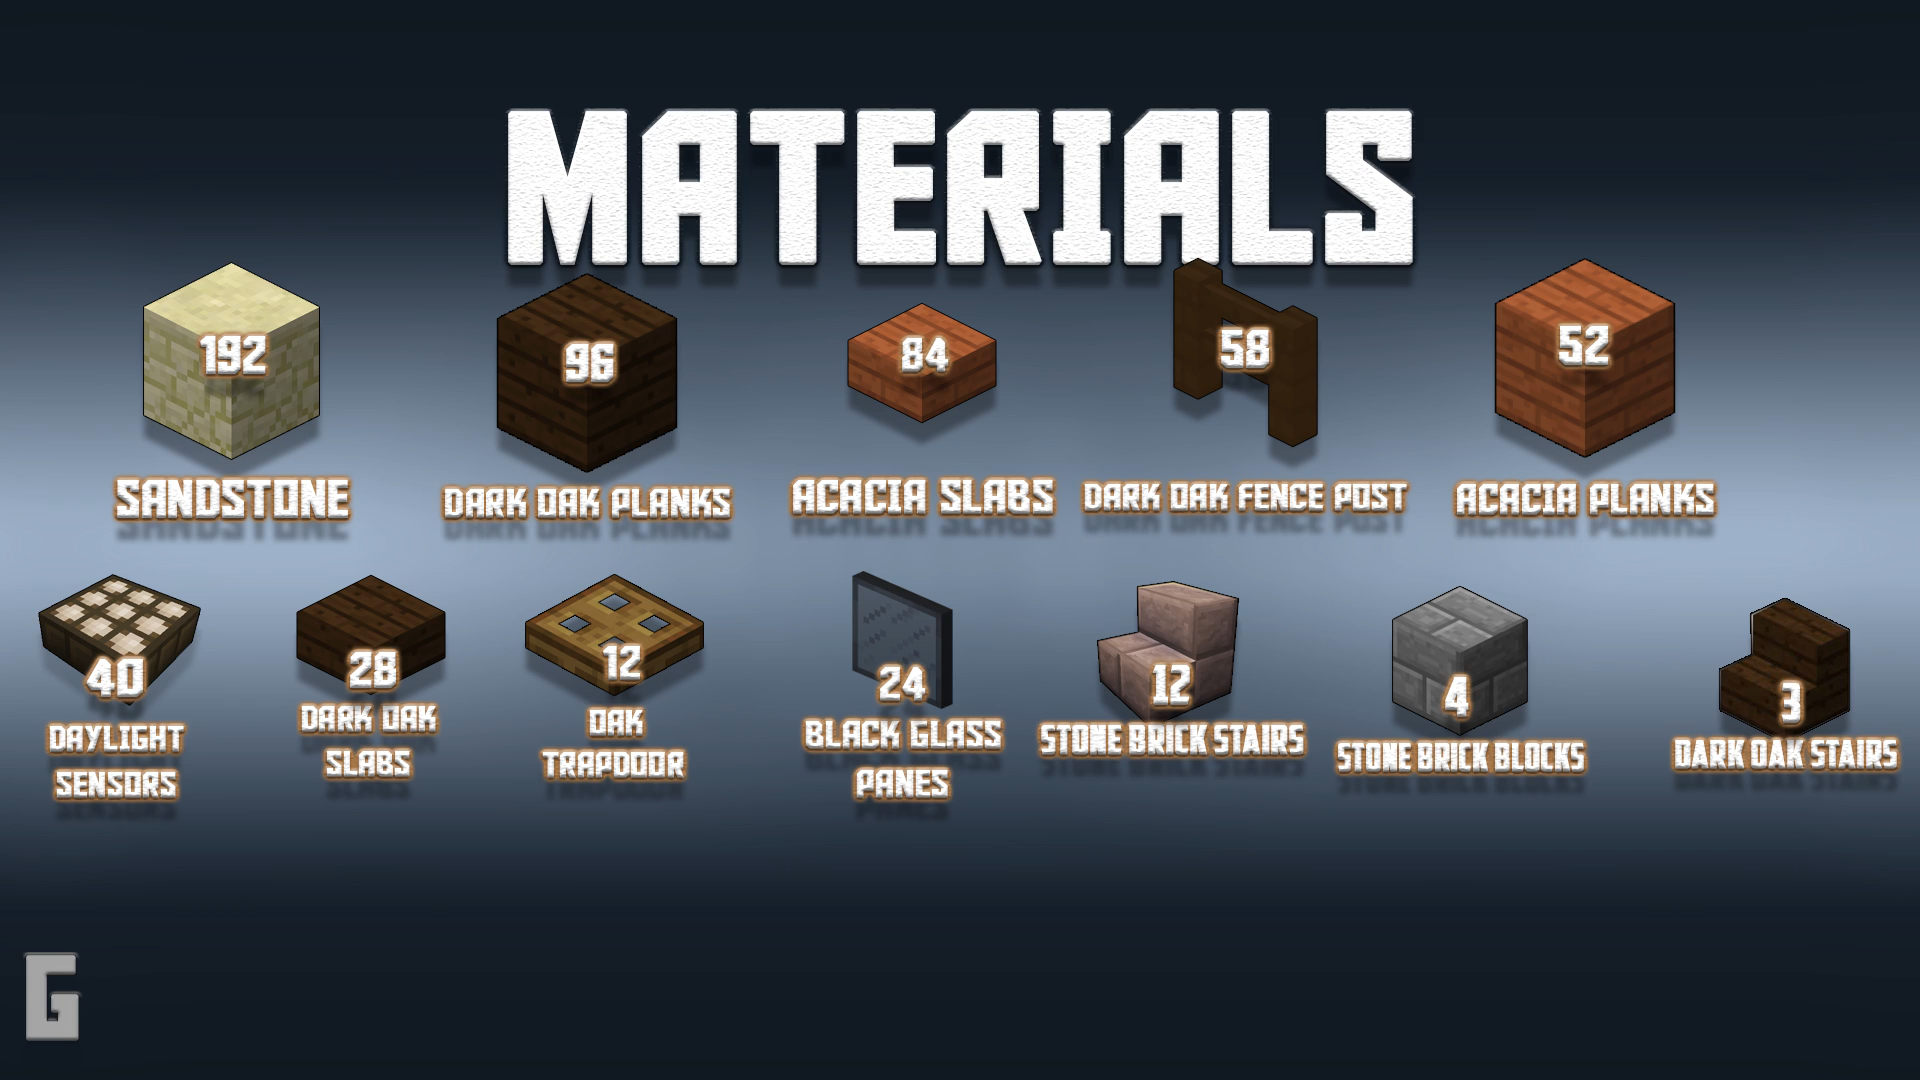 MATERIALS
192
SANDSTONE
96
DARK OAK PLANKS
84
ACACIA SLABS
58
DARK OAK FENCE POST
52
ACACIA PLANKS
40
DAYLIGHT
SENSORS
28
DARK OAK
SLABS
12
OAK
TRAPDOOR
24
BLACK GLASS
PANES
12
STONE BRICK STAIRS
4
STONE BRICK BLOCKS
3
DARK OAK STAIRS
G